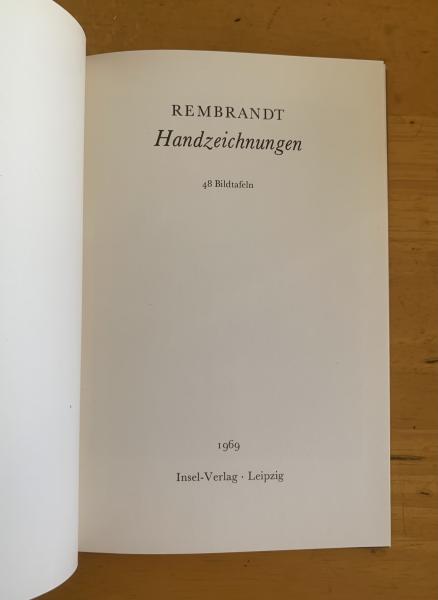 REMBRANDT
Handzeichnungen
48 Bildtafeln
1969
Insel-Verlag · Leipzig